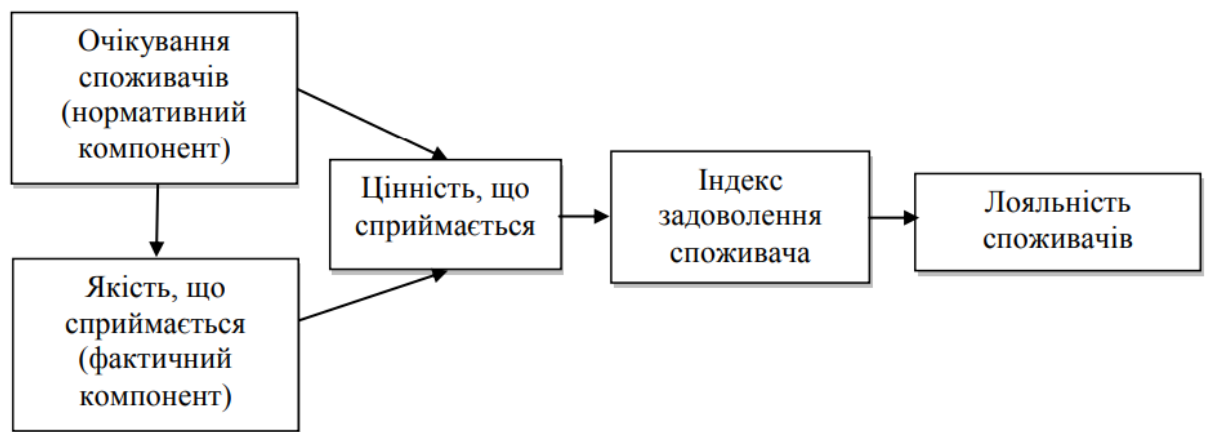 Очікування
споживачів
(нормативний
компонент)
Якість, що
сприймається
(фактичний
компонент)
Цінність, що
сприймається
Індекс
задоволення
споживача
Лояльність
споживачів